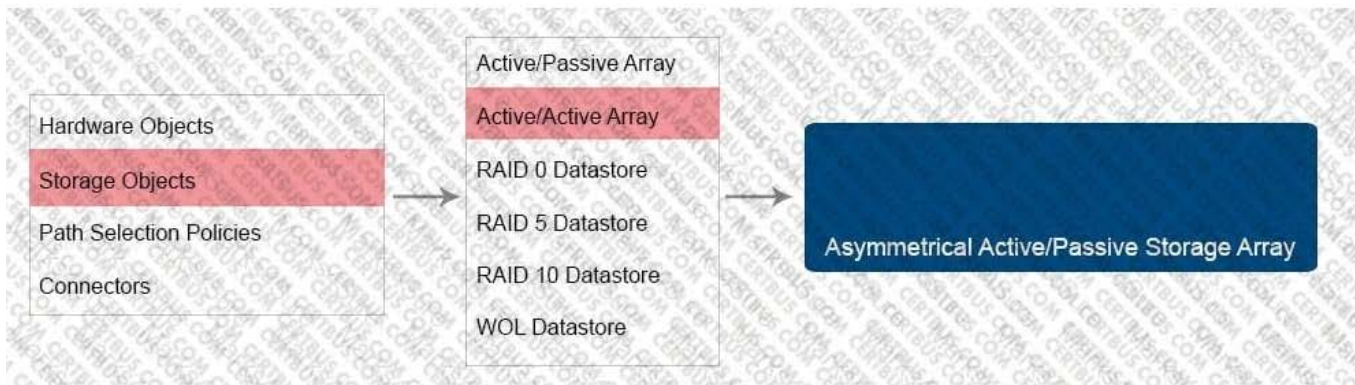 Hardware Objects
Storage Objects
Path Selection Policies
Connectors
Active/Passive Array
Active/Active Array
RAID 0 Datastore
RAID 5 Datastore
RAID 10 Datastore
WOL Datastore
Asymmetrical Active/Passive Storage Array